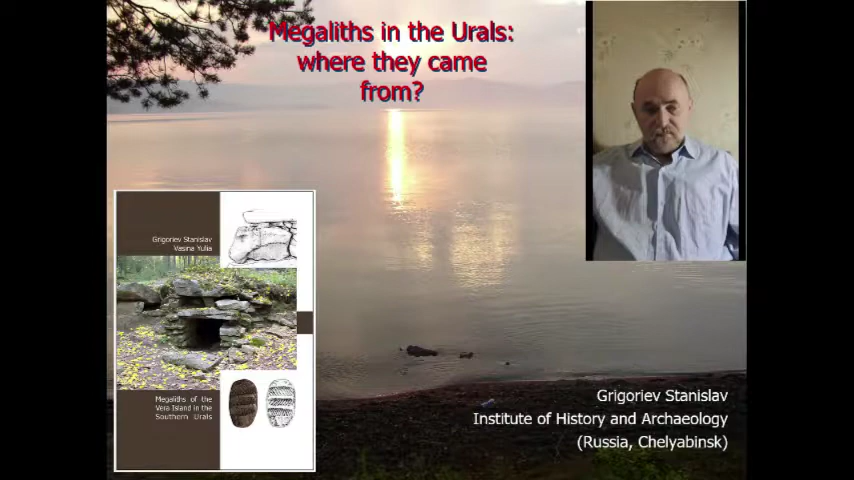 Megaliths in the Urals:
where they came
from?
Grigoriev Stanislav
Vasina Yulia
Megaliths of the
Vera Island in the
Southern Urals
Grigoriev Stanislav
Institute of History and Archaeology
(Russia, Chelyabinsk)